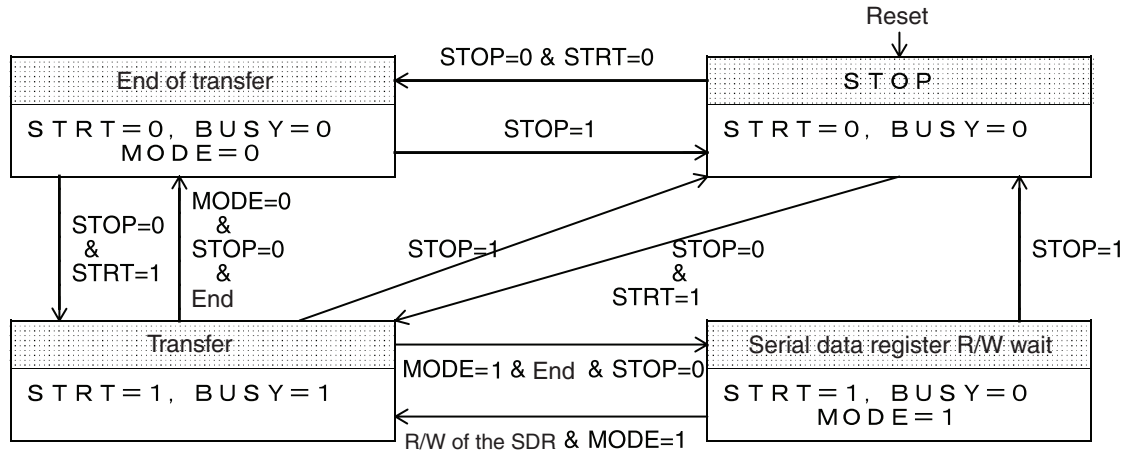 Reset
End of transfer
STRT=0, BUSY=0
MODE=0
STOP=0 & STRT=0
STOP=1
STOP
STRT=0, BUSY=0
STOP=0
&
STRT=1
MODE=0
&
STOP=0
&
End
STOP=1
STOP=0
&
STRT=1
STOP=1
Transfer
STRT=1, BUSY=1
MODE=1 & End & STOP=0
R/W of the SDR & MODE=1
Serial data register R/W wait
STRT=1, BUSY=0
MODE=1